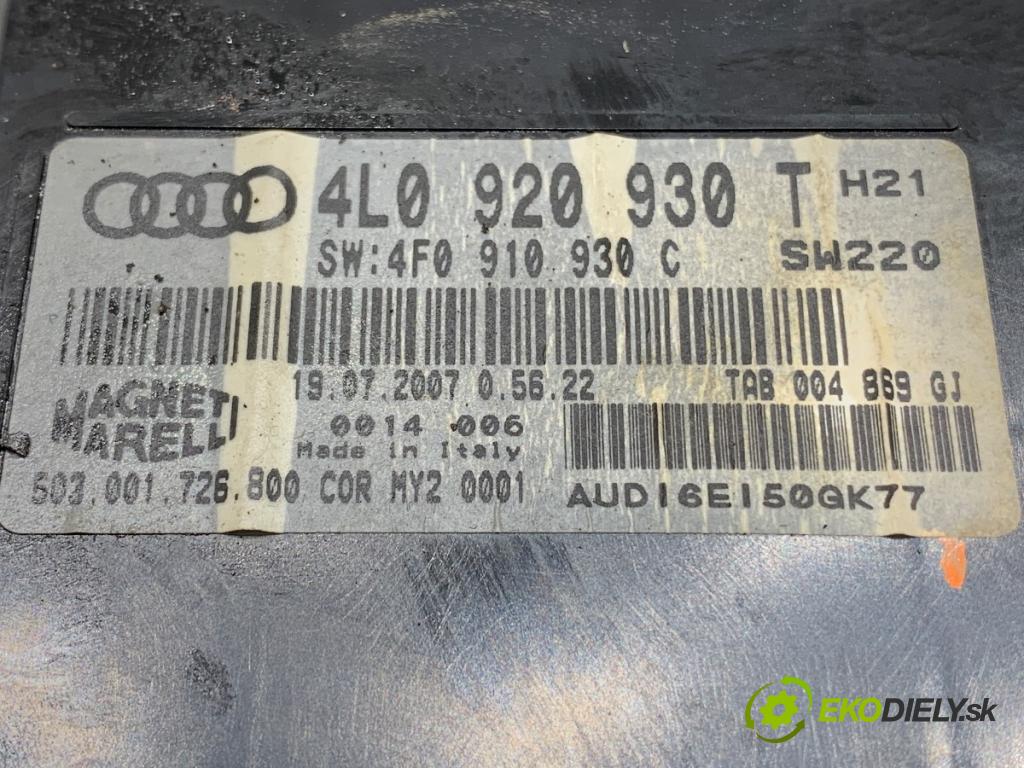 4L0 920 930 T H21
SW:4F0 910 930 C SW220
19.07.2007 0.56.22 TAB 004 869 GJ
MAGNETI
MARELLI
0014 006
Made in Italy
503.001.726.800 COR MY2 0001
AUDI6EI50GK77
EKODIELY.sk